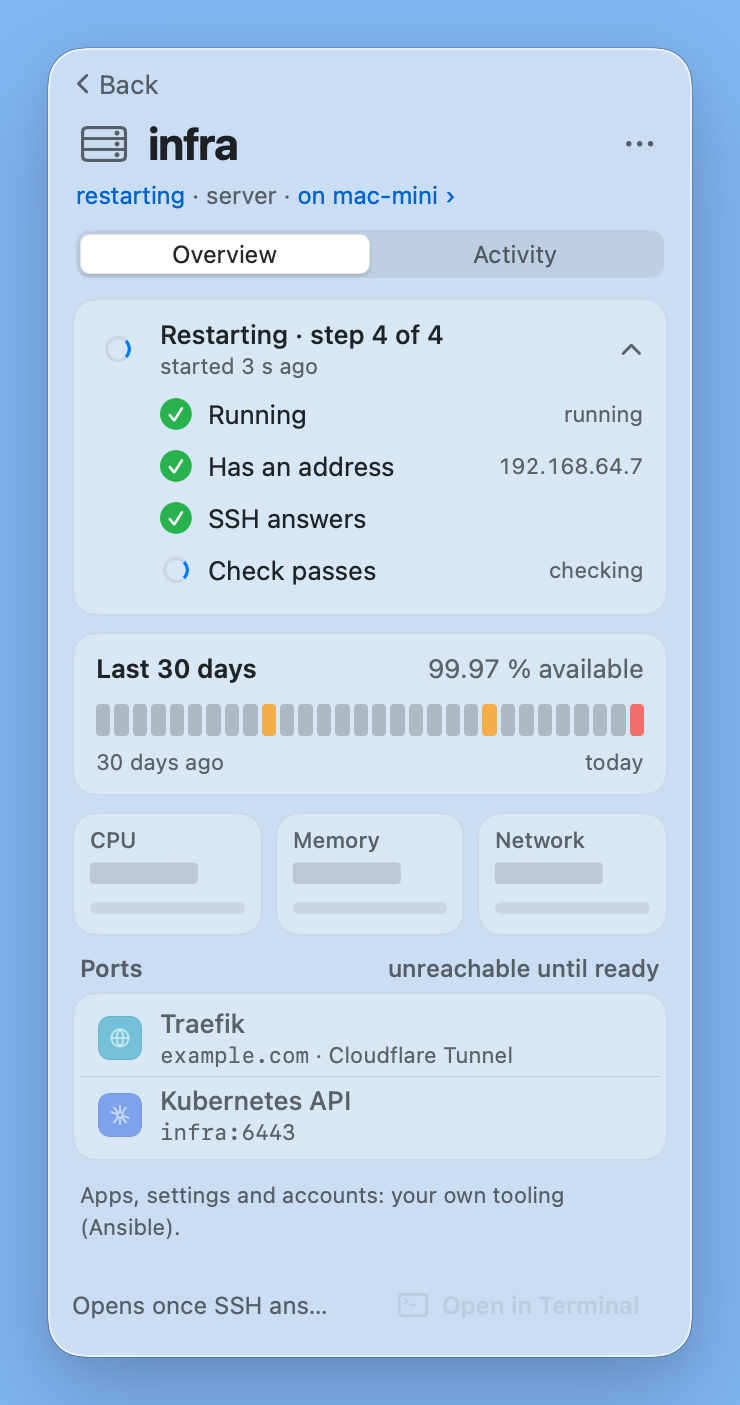 Back
infra
restarting · server · on mac-mini ›
Overview Activity
Restarting · step 4 of 4
started 3 s ago
Running running
Has an address 192.168.64.7
SSH answers
Check passes checking
Last 30 days 99.97 % available
30 days ago today
CPU Memory Network
Ports unreachable until ready
Traefik
example.com · Cloudflare Tunnel
Kubernetes API
infra:6443
Apps, settings and accounts: your own tooling
(Ansible).
Opens once SSH ans... Open in Terminal